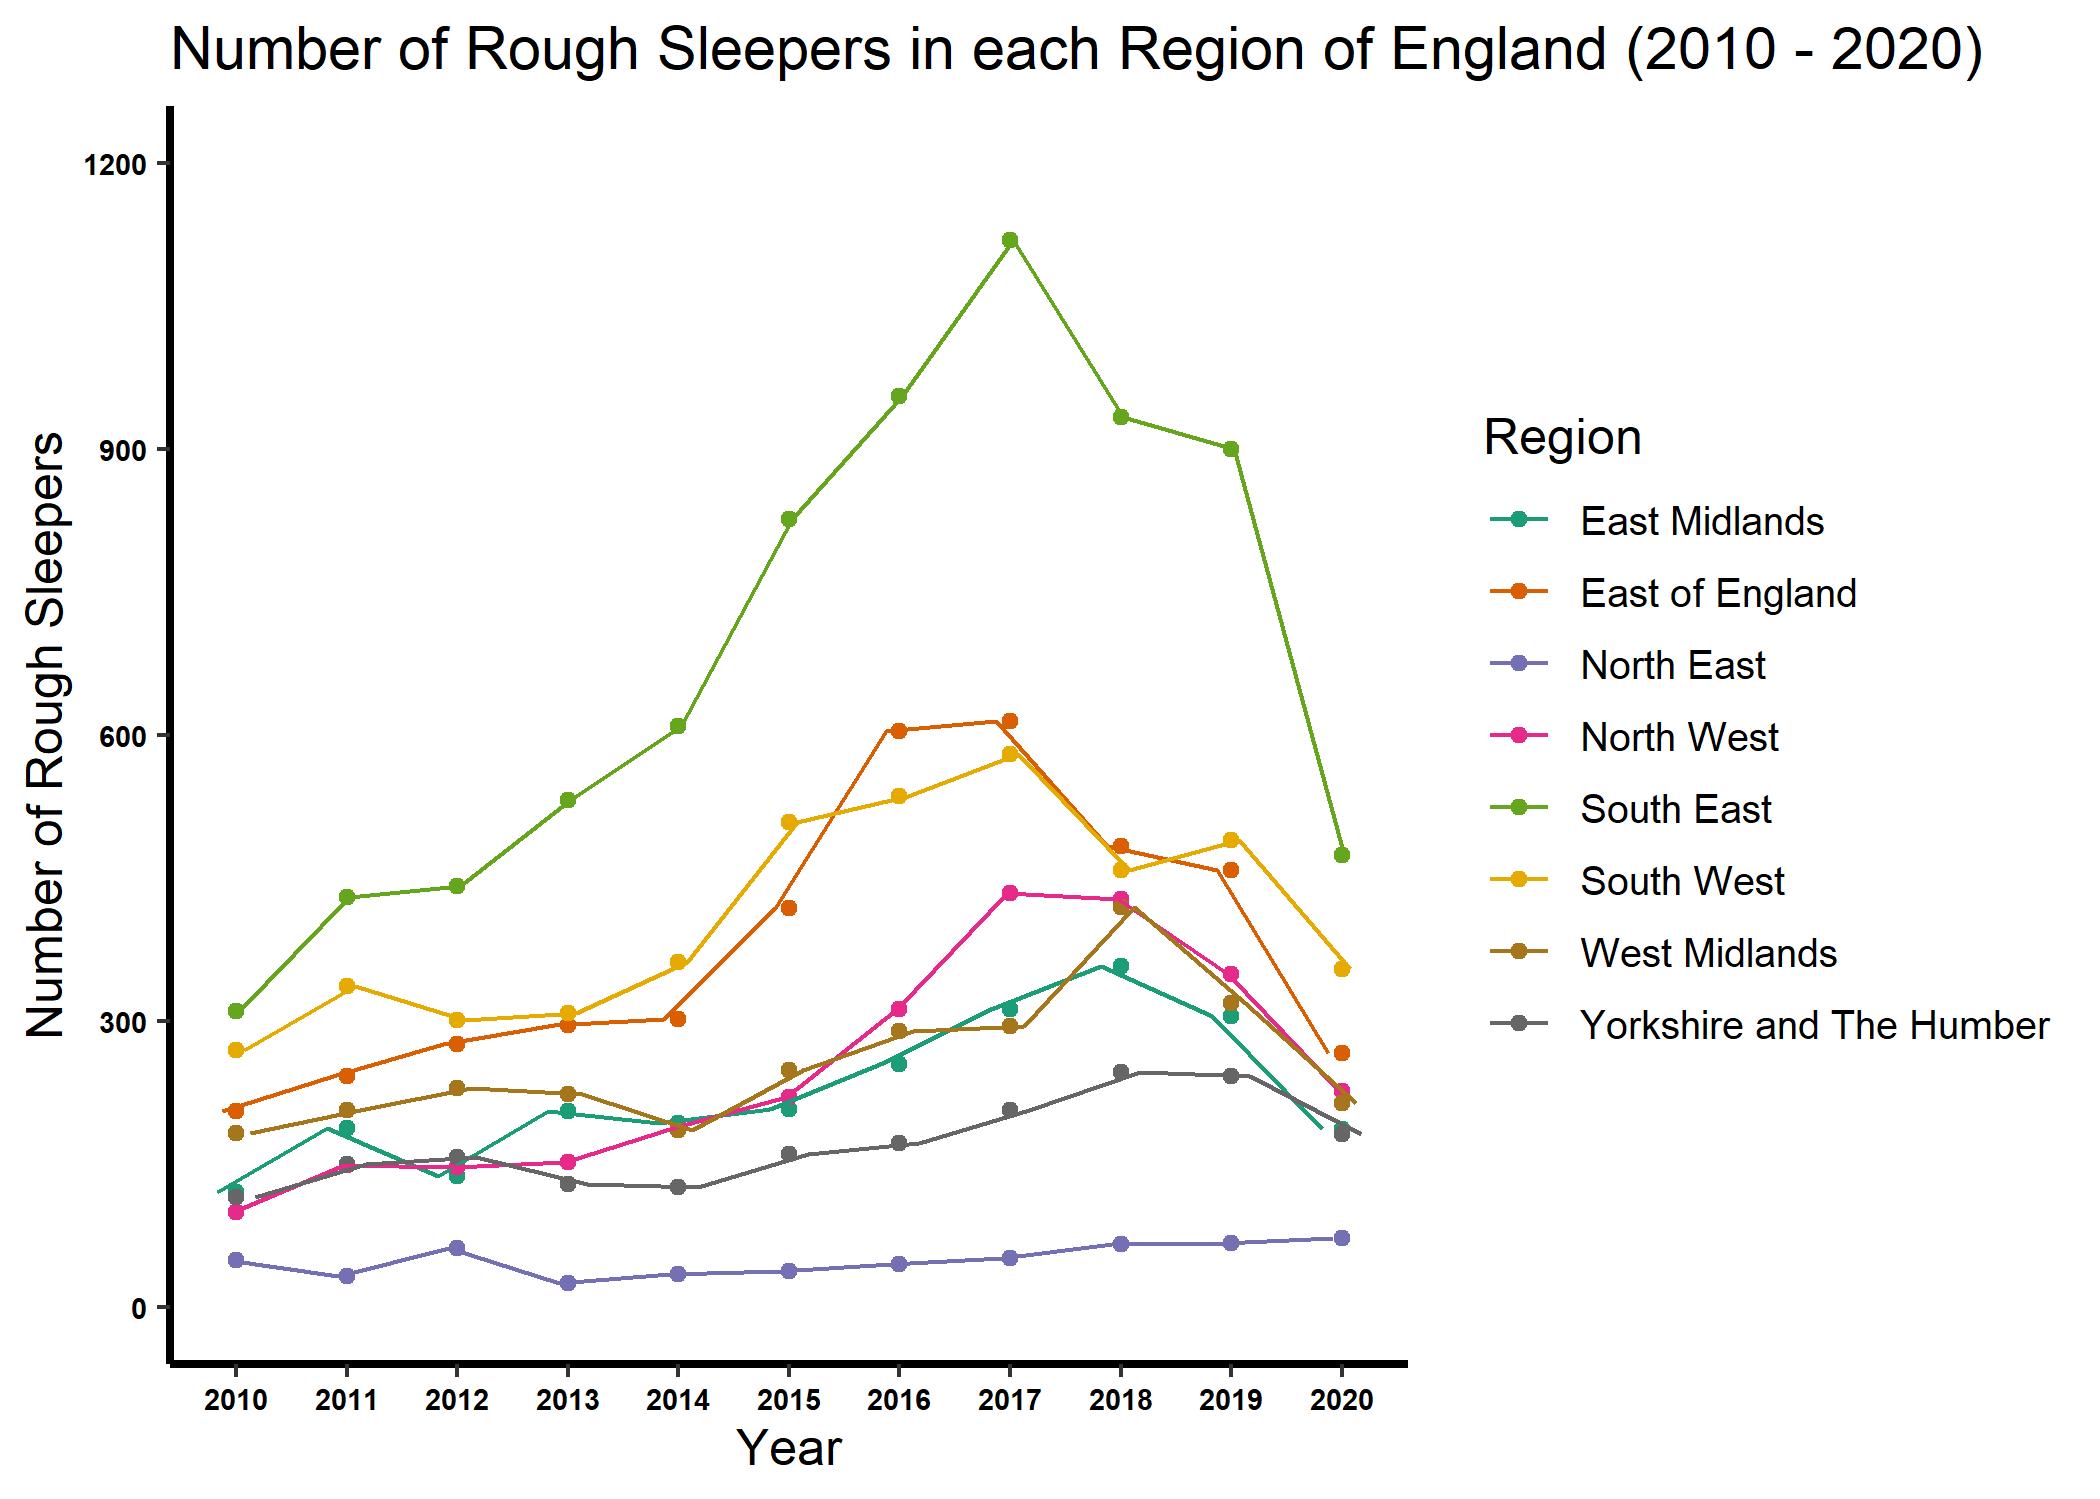 Number of Rough Sleepers in each Region of England (2010 - 2020)
Number of Rough Sleepers
1200
900
600
300
0
2010 2011 2012 2013 2014 2015 2016 2017 2018 2019 2020
Year
Region
East Midlands
East of England
North East
North West
South East
South West
West Midlands
Yorkshire and The Humber